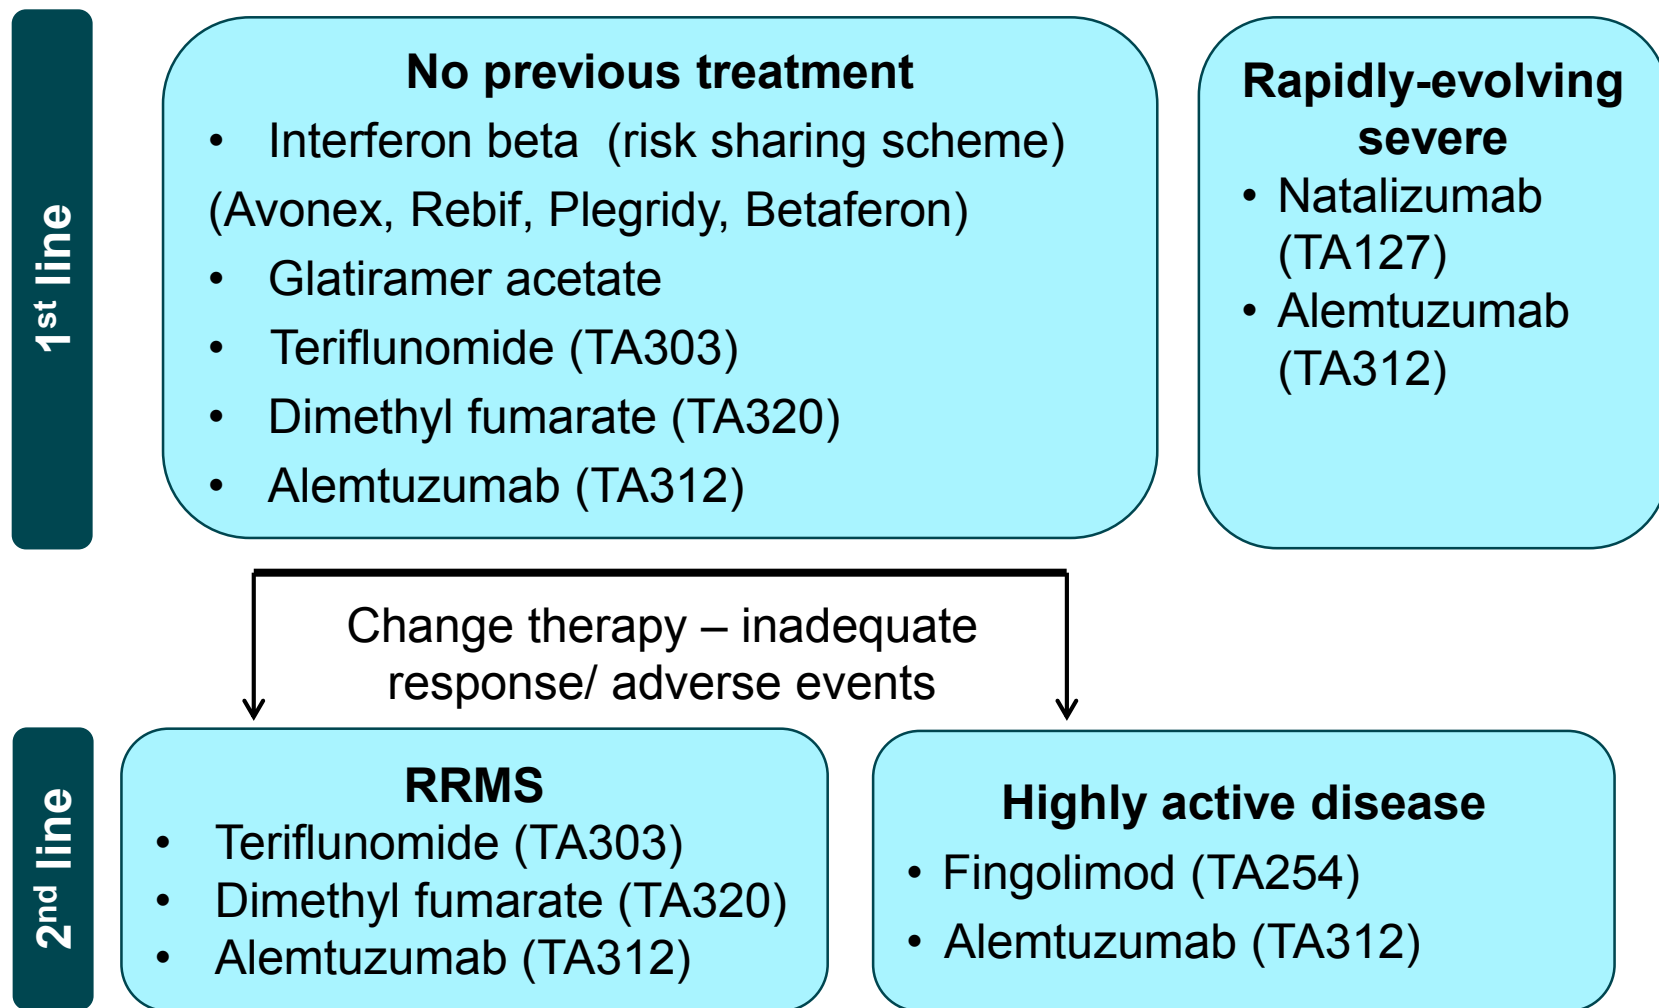 1st line
No previous treatment
• Interferon beta (risk sharing scheme)
(Avonex, Rebif, Plegridy, Betaferon)
• Glatiramer acetate
• Teriflunomide (TA303)
• Dimethyl fumarate (TA320)
• Alemtuzumab (TA312)
Rapidly-evolving
severe
• Natalizumab
(TA127)
• Alemtuzumab
(TA312)
Change therapy – inadequate
response/ adverse events
2nd line
RRMS
• Teriflunomide (TA303)
• Dimethyl fumarate (TA320)
• Alemtuzumab (TA312)
Highly active disease
• Fingolimod (TA254)
• Alemtuzumab (TA312)